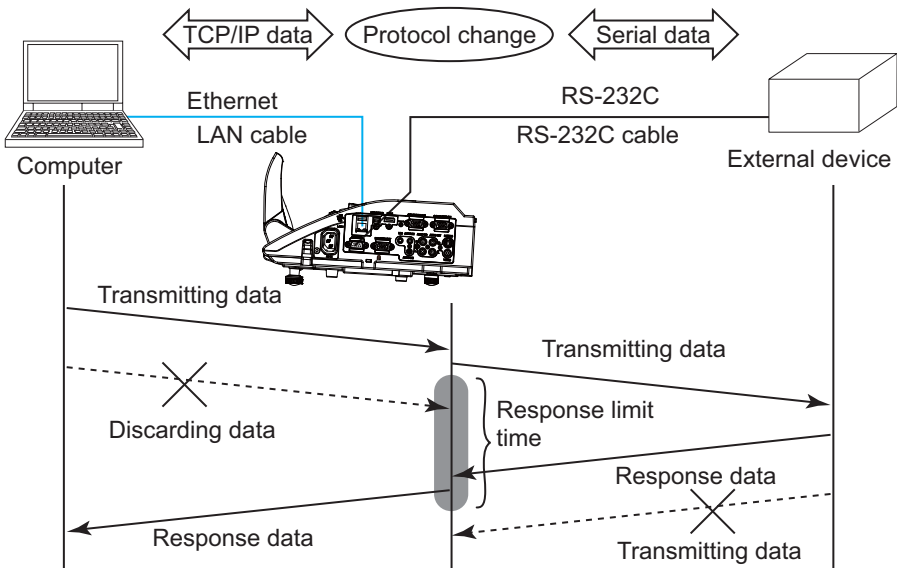 TCP/IP data
Protocol change
Serial data
Ethernet
LAN cable
RS-232C
RS-232C cable
Computer
External device
Transmitting data
Transmitting data
Discarding data
Response limit
time
Response data
Response data
Transmitting data